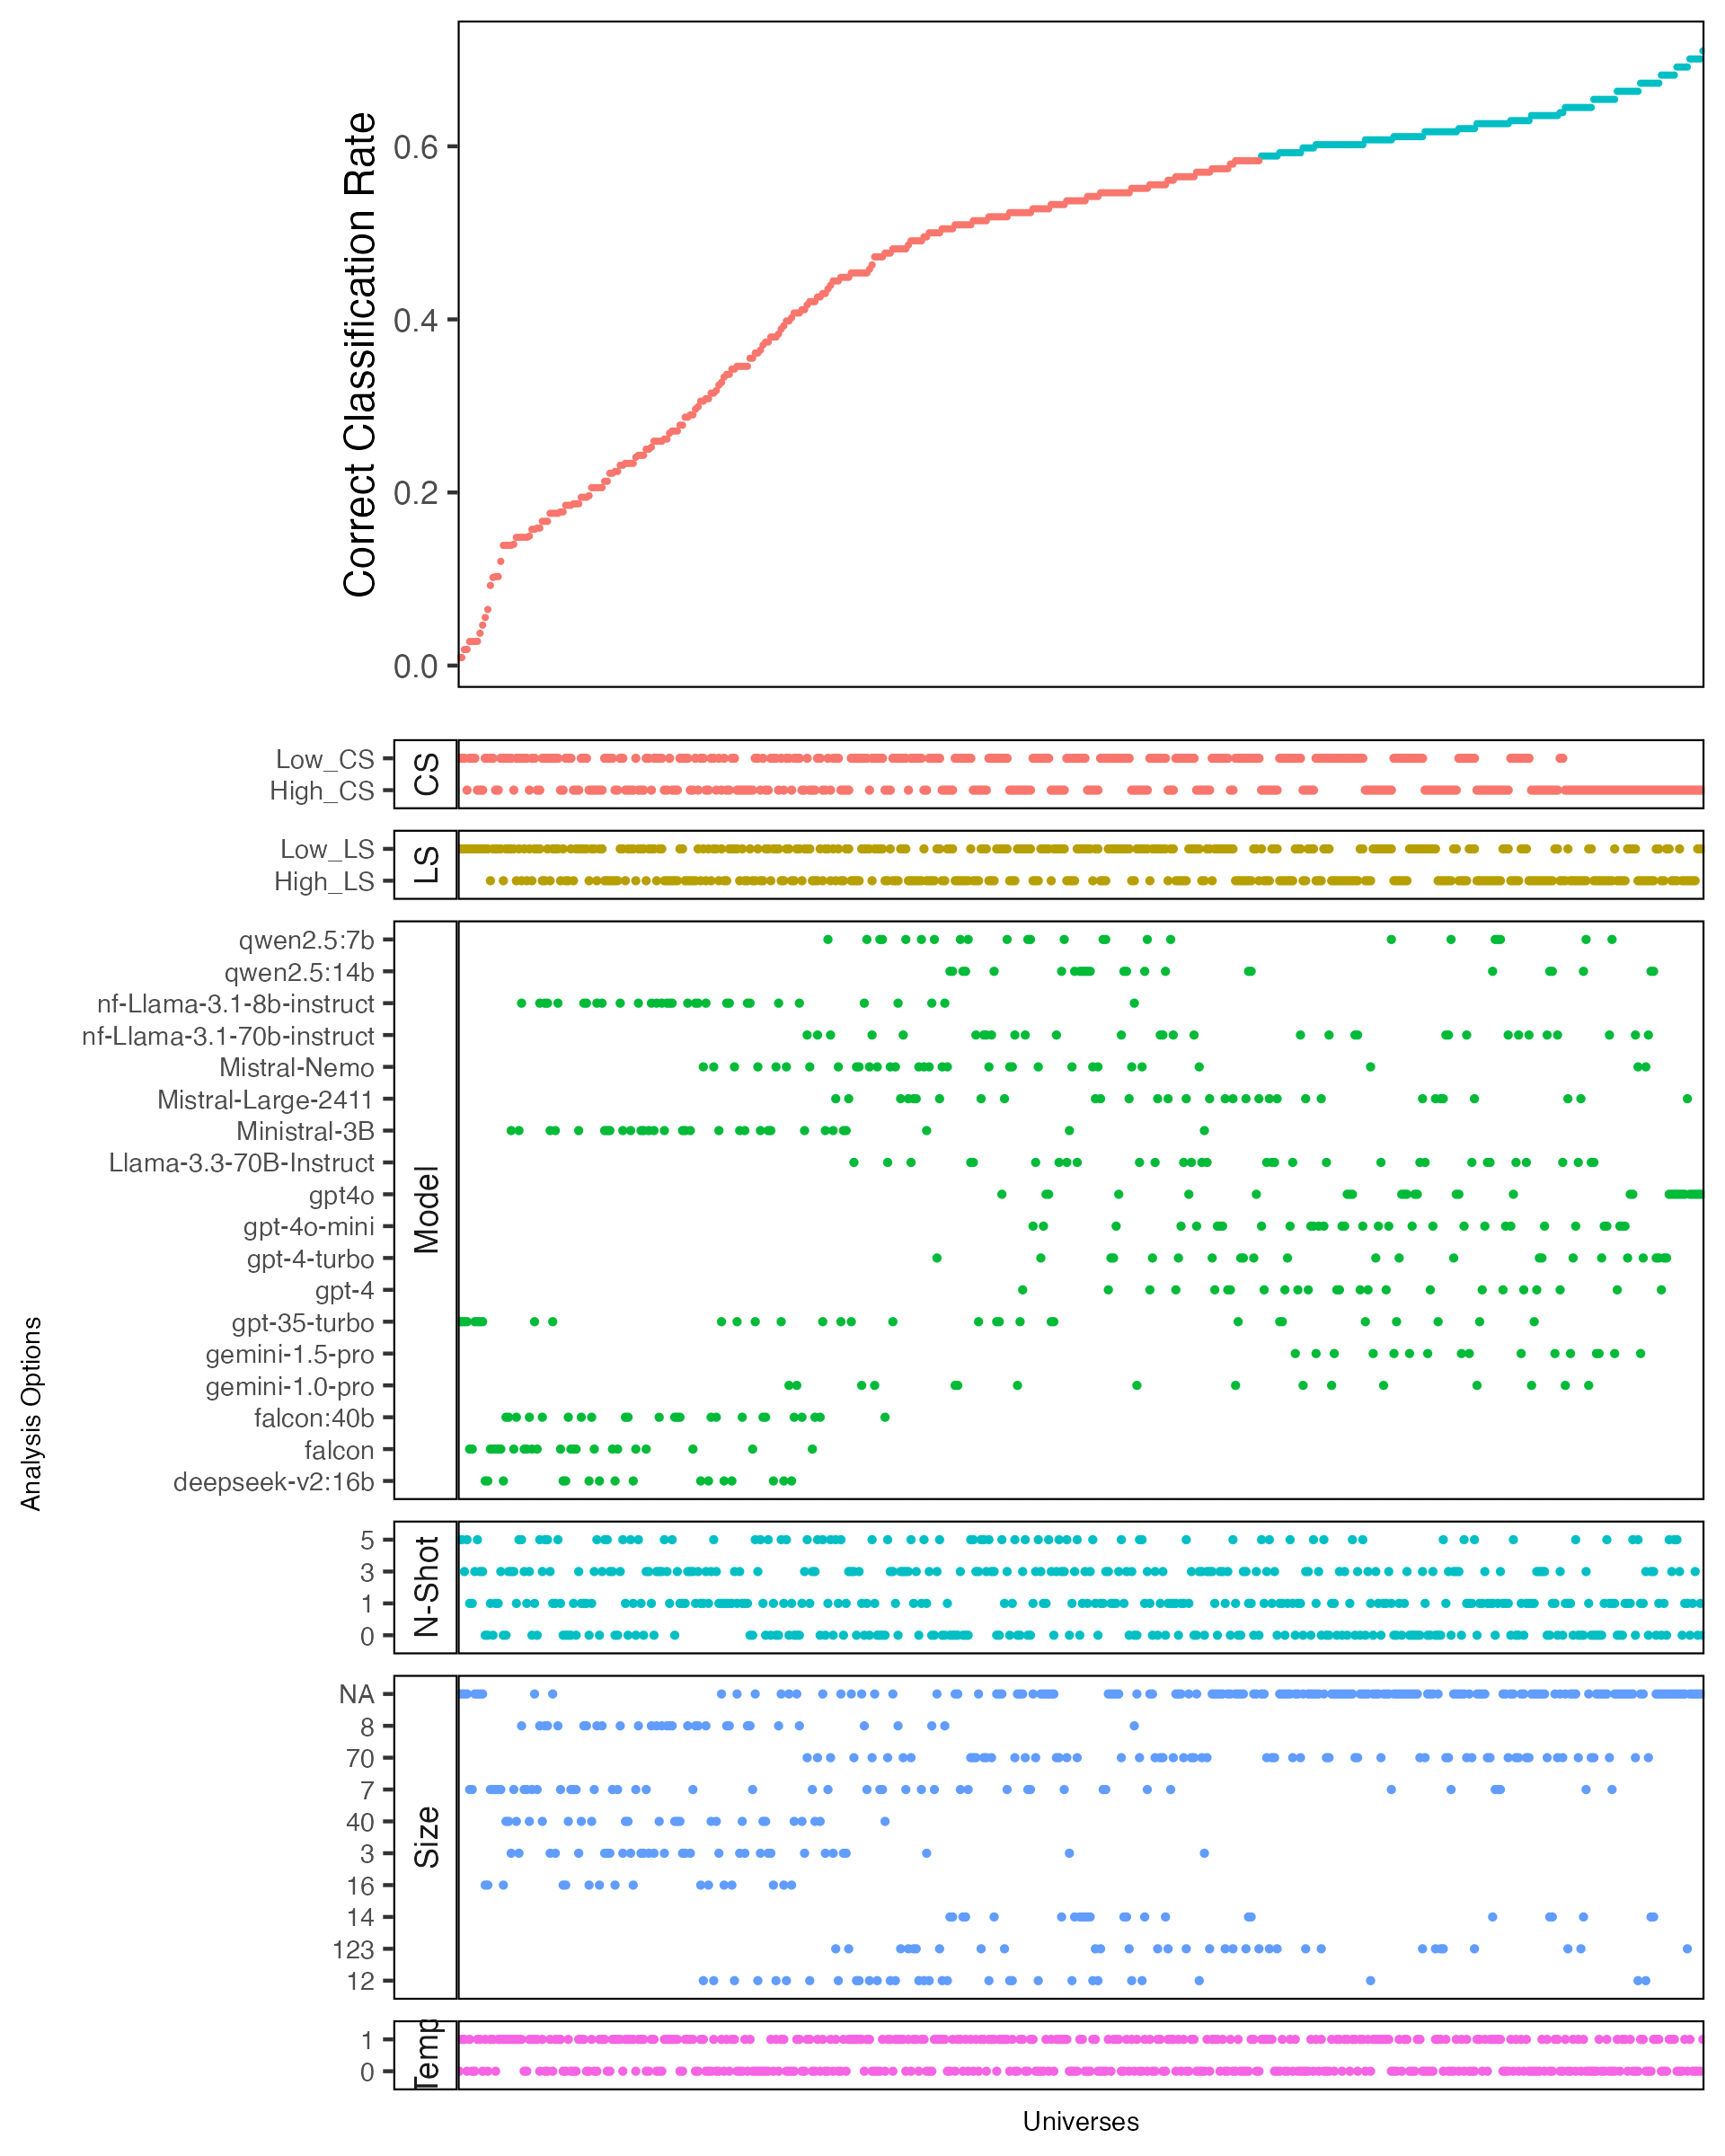 Correct Classification Rate
0.6
0.4
0.2
0.0
Low_CS
High_CS
CS
Low_LS
High_LS
LS
Analysis Options
qwen2.5:7b
qwen2.5:14b
nf-Llama-3.1-8b-instruct
nf-Llama-3.1-70b-instruct
Mistral-Nemo
Mistral-Large-2411
Ministral-3B
Llama-3.3-70B-Instruct
gpt4o
gpt-4o-mini
gpt-4-turbo
gpt-4
gpt-35-turbo
gemini-1.5-pro
gemini-1.0-pro
falcon:40b
falcon
deepseek-v2:16b
Model
5
3
1
0
N-Shot
NA
8
70
7
40
3
16
14
123
12
Size
1
0
Temp
Universes